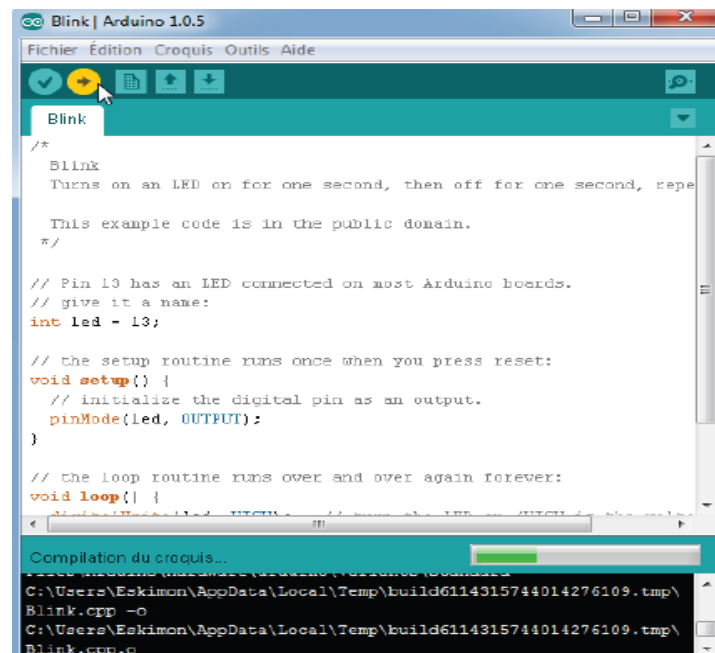 Blink | Arduino 1.0.5
Fichier Édition Croquis Outils Aide
Blink
/*
Blink
Turns on an LED on for one second, then off for one second, repe
This example code is in the public domain.
*/
// Pin 13 has an LED connected on most Arduino boards.
// give it a name:
int led = 13;
// the setup routine runs once when you press reset:
void setup() {
// initialize the digital pin as an output.
pinMode(led, OUTPUT);
}
// the loop routine runs over and over again forever:
void loop() {
Compilation du croquis...
C:\Users\Eskimon\AppData\Local\Temp\build6114315744014276109.tmp\
Blink.cpp -o
C:\Users\Eskimon\AppData\Local\Temp\build6114315744014276109.tmp\
Blink.cpp.o